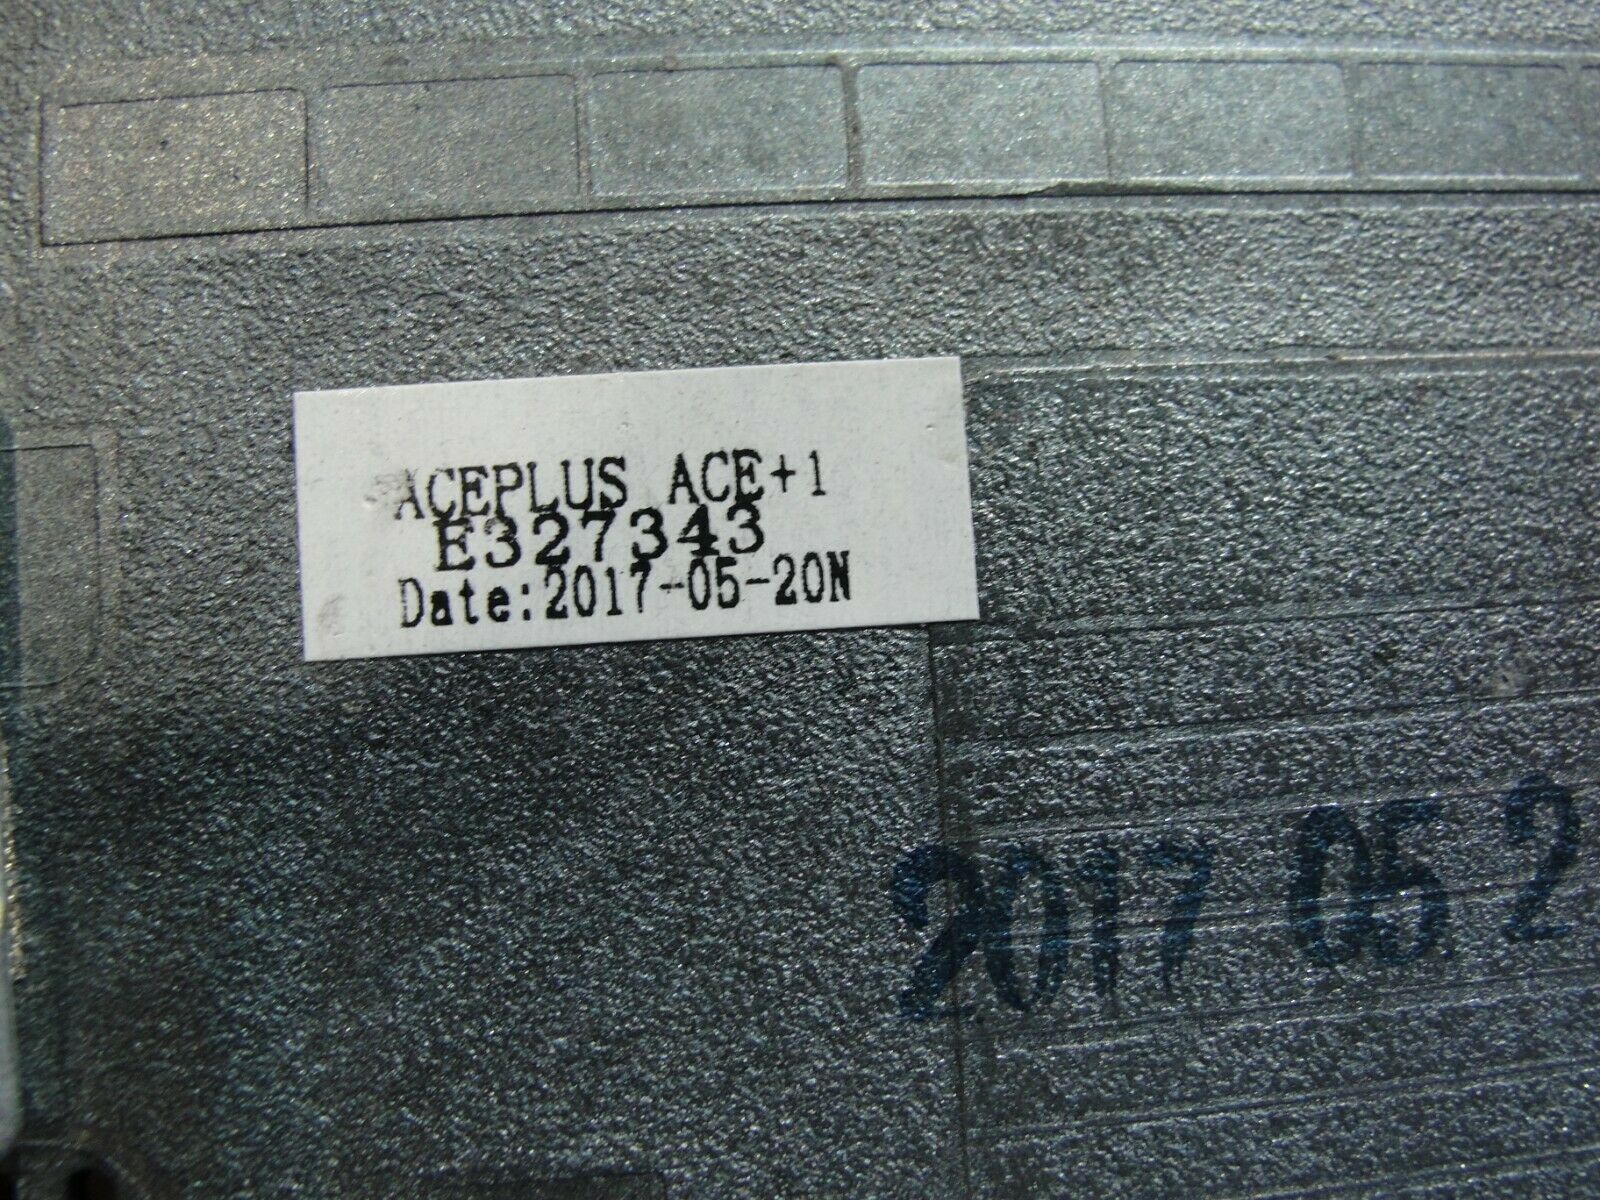 ACEPLUS ACE+1
E327343
Date:2017-05-20N
2017 05 2